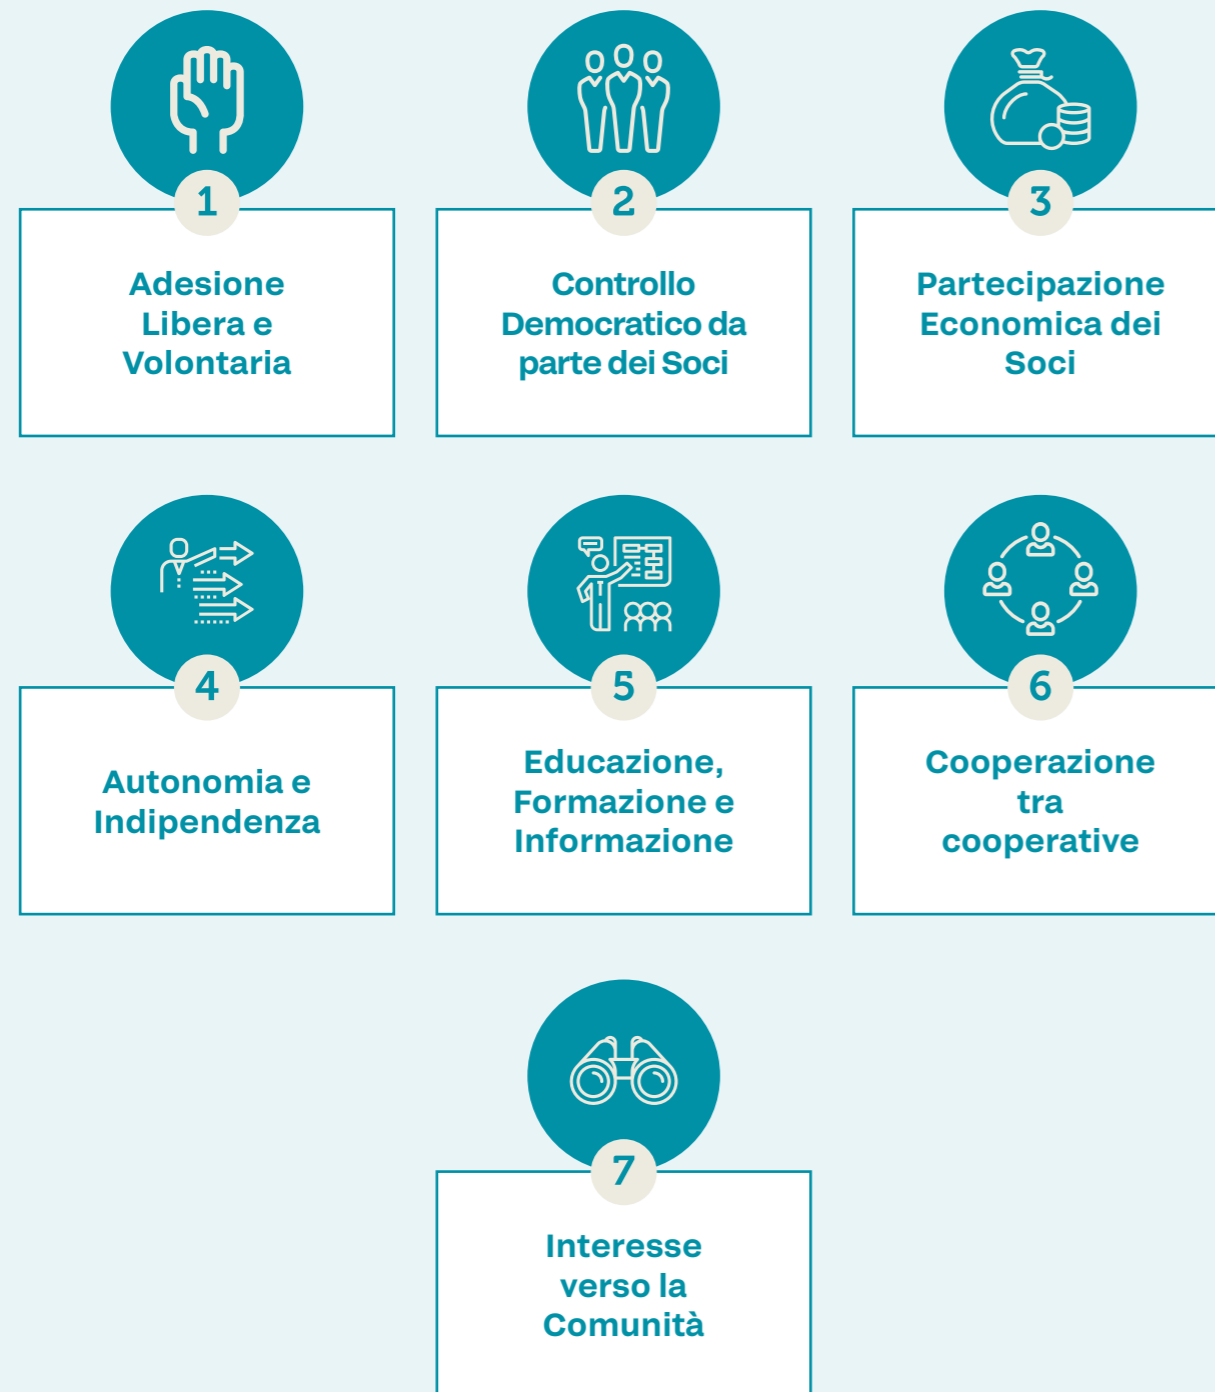 1
Adesione
Libera e
Volontaria
2
Controllo
Democratico da
parte dei Soci
3
Partecipazione
Economica dei
Soci
4
Autonomia e
Indipendenza
5
Educazione,
Formazione e
Informazione
6
Cooperazione
tra
cooperative
7
Interesse
verso la
Comunità